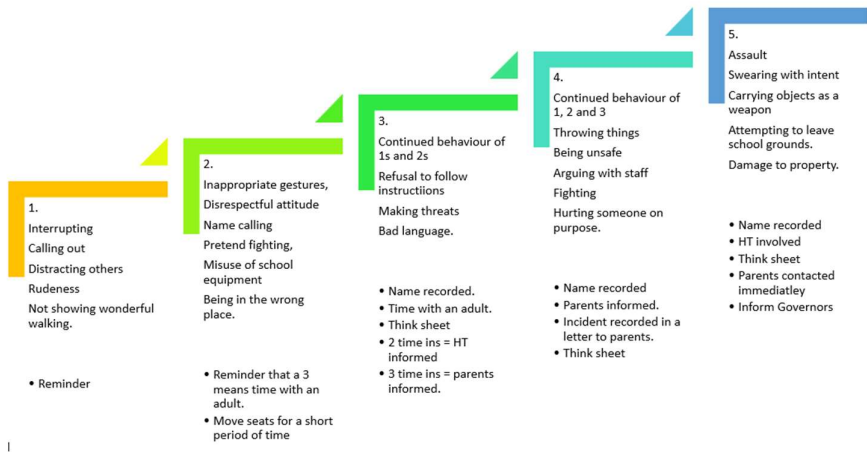 1.
Interrupting
Calling out
Distracting others
Rudeness
Not showing wonderful
walking.
• Reminder
2.
Inappropriate gestures,
Disrespectful attitude
Name calling
Pretend fighting,
Misuse of school
equipment
Being in the wrong
place.
• Reminder that a 3
means time with an
adult.
• Move seats for a short
period of time
3.
Continued behaviour of
1s and 2s
Refusal to follow
instructiions
Making threats
Bad language.
• Name recorded.
• Time with an adult.
• Think sheet
• 2 time ins = HT
informed
• 3 time ins = parents
informed.
4.
Continued behaviour of
1, 2 and 3
Throwing things
Being unsafe
Arguing with staff
Fighting
Hurting someone on
purpose.
• Name recorded
• Parents informed.
• Incident recorded in a
letter to parents.
• Think sheet
5.
Assault
Swearing with intent
Carrying objects as a
weapon
Attempting to leave
school grounds.
Damage to property.
• Name recorded
• HT involved
• Think sheet
• Parents contacted
immediatley
• Inform Governors